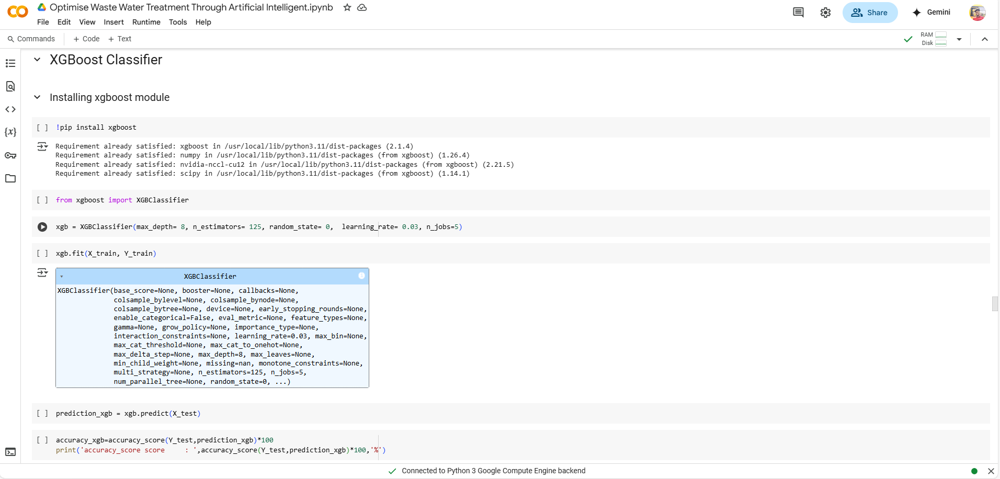 Optimise Waste Water Treatment Through Artificial Intelligent.ipynb
File Edit View Insert Runtime Tools Help
Share
Gemini
Commands + Code + Text
RAM
Disk
XGBoost Classifier
Installing xgboost module
[ ] !pip install xgboost
Requirement already satisfied: xgboost in /usr/local/lib/python3.11/dist-packages (2.1.4)
Requirement already satisfied: numpy in /usr/local/lib/python3.11/dist-packages (from xgboost) (1.26.4)
Requirement already satisfied: nvidia-nccl-cu12 in /usr/local/lib/python3.11/dist-packages (from xgboost) (2.21.5)
Requirement already satisfied: scipy in /usr/local/lib/python3.11/dist-packages (from xgboost) (1.14.1)
[ ] from xgboost import XGBClassifier
xgb = XGBClassifier(max_depth= 8, n_estimators= 125, random_state= 0,  learning_rate= 0.03, n_jobs=5)
[ ] xgb.fit(X_train, Y_train)
XGBClassifier
XGBClassifier(base_score=None, booster=None, callbacks=None,
colsample_bylevel=None, colsample_bynode=None,
colsample_bytree=None, device=None, early_stopping_rounds=None,
enable_categorical=False, eval_metric=None, feature_types=None,
gamma=None, grow_policy=None, importance_type=None,
interaction_constraints=None, learning_rate=0.03, max_bin=None,
max_cat_threshold=None, max_cat_to_onehot=None,
max_delta_step=None, max_depth=8, max_leaves=None,
min_child_weight=None, missing=nan, monotone_constraints=None,
multi_strategy=None, n_estimators=125, n_jobs=5,
num_parallel_tree=None, random_state=0, ...)
[ ] prediction_xgb = xgb.predict(X_test)
[ ] accuracy_xgb=accuracy_score(Y_test,prediction_xgb)*100
print('accuracy_score score     : ',accuracy_score(Y_test,prediction_xgb)*100,'%')
Connected to Python 3 Google Compute Engine backend